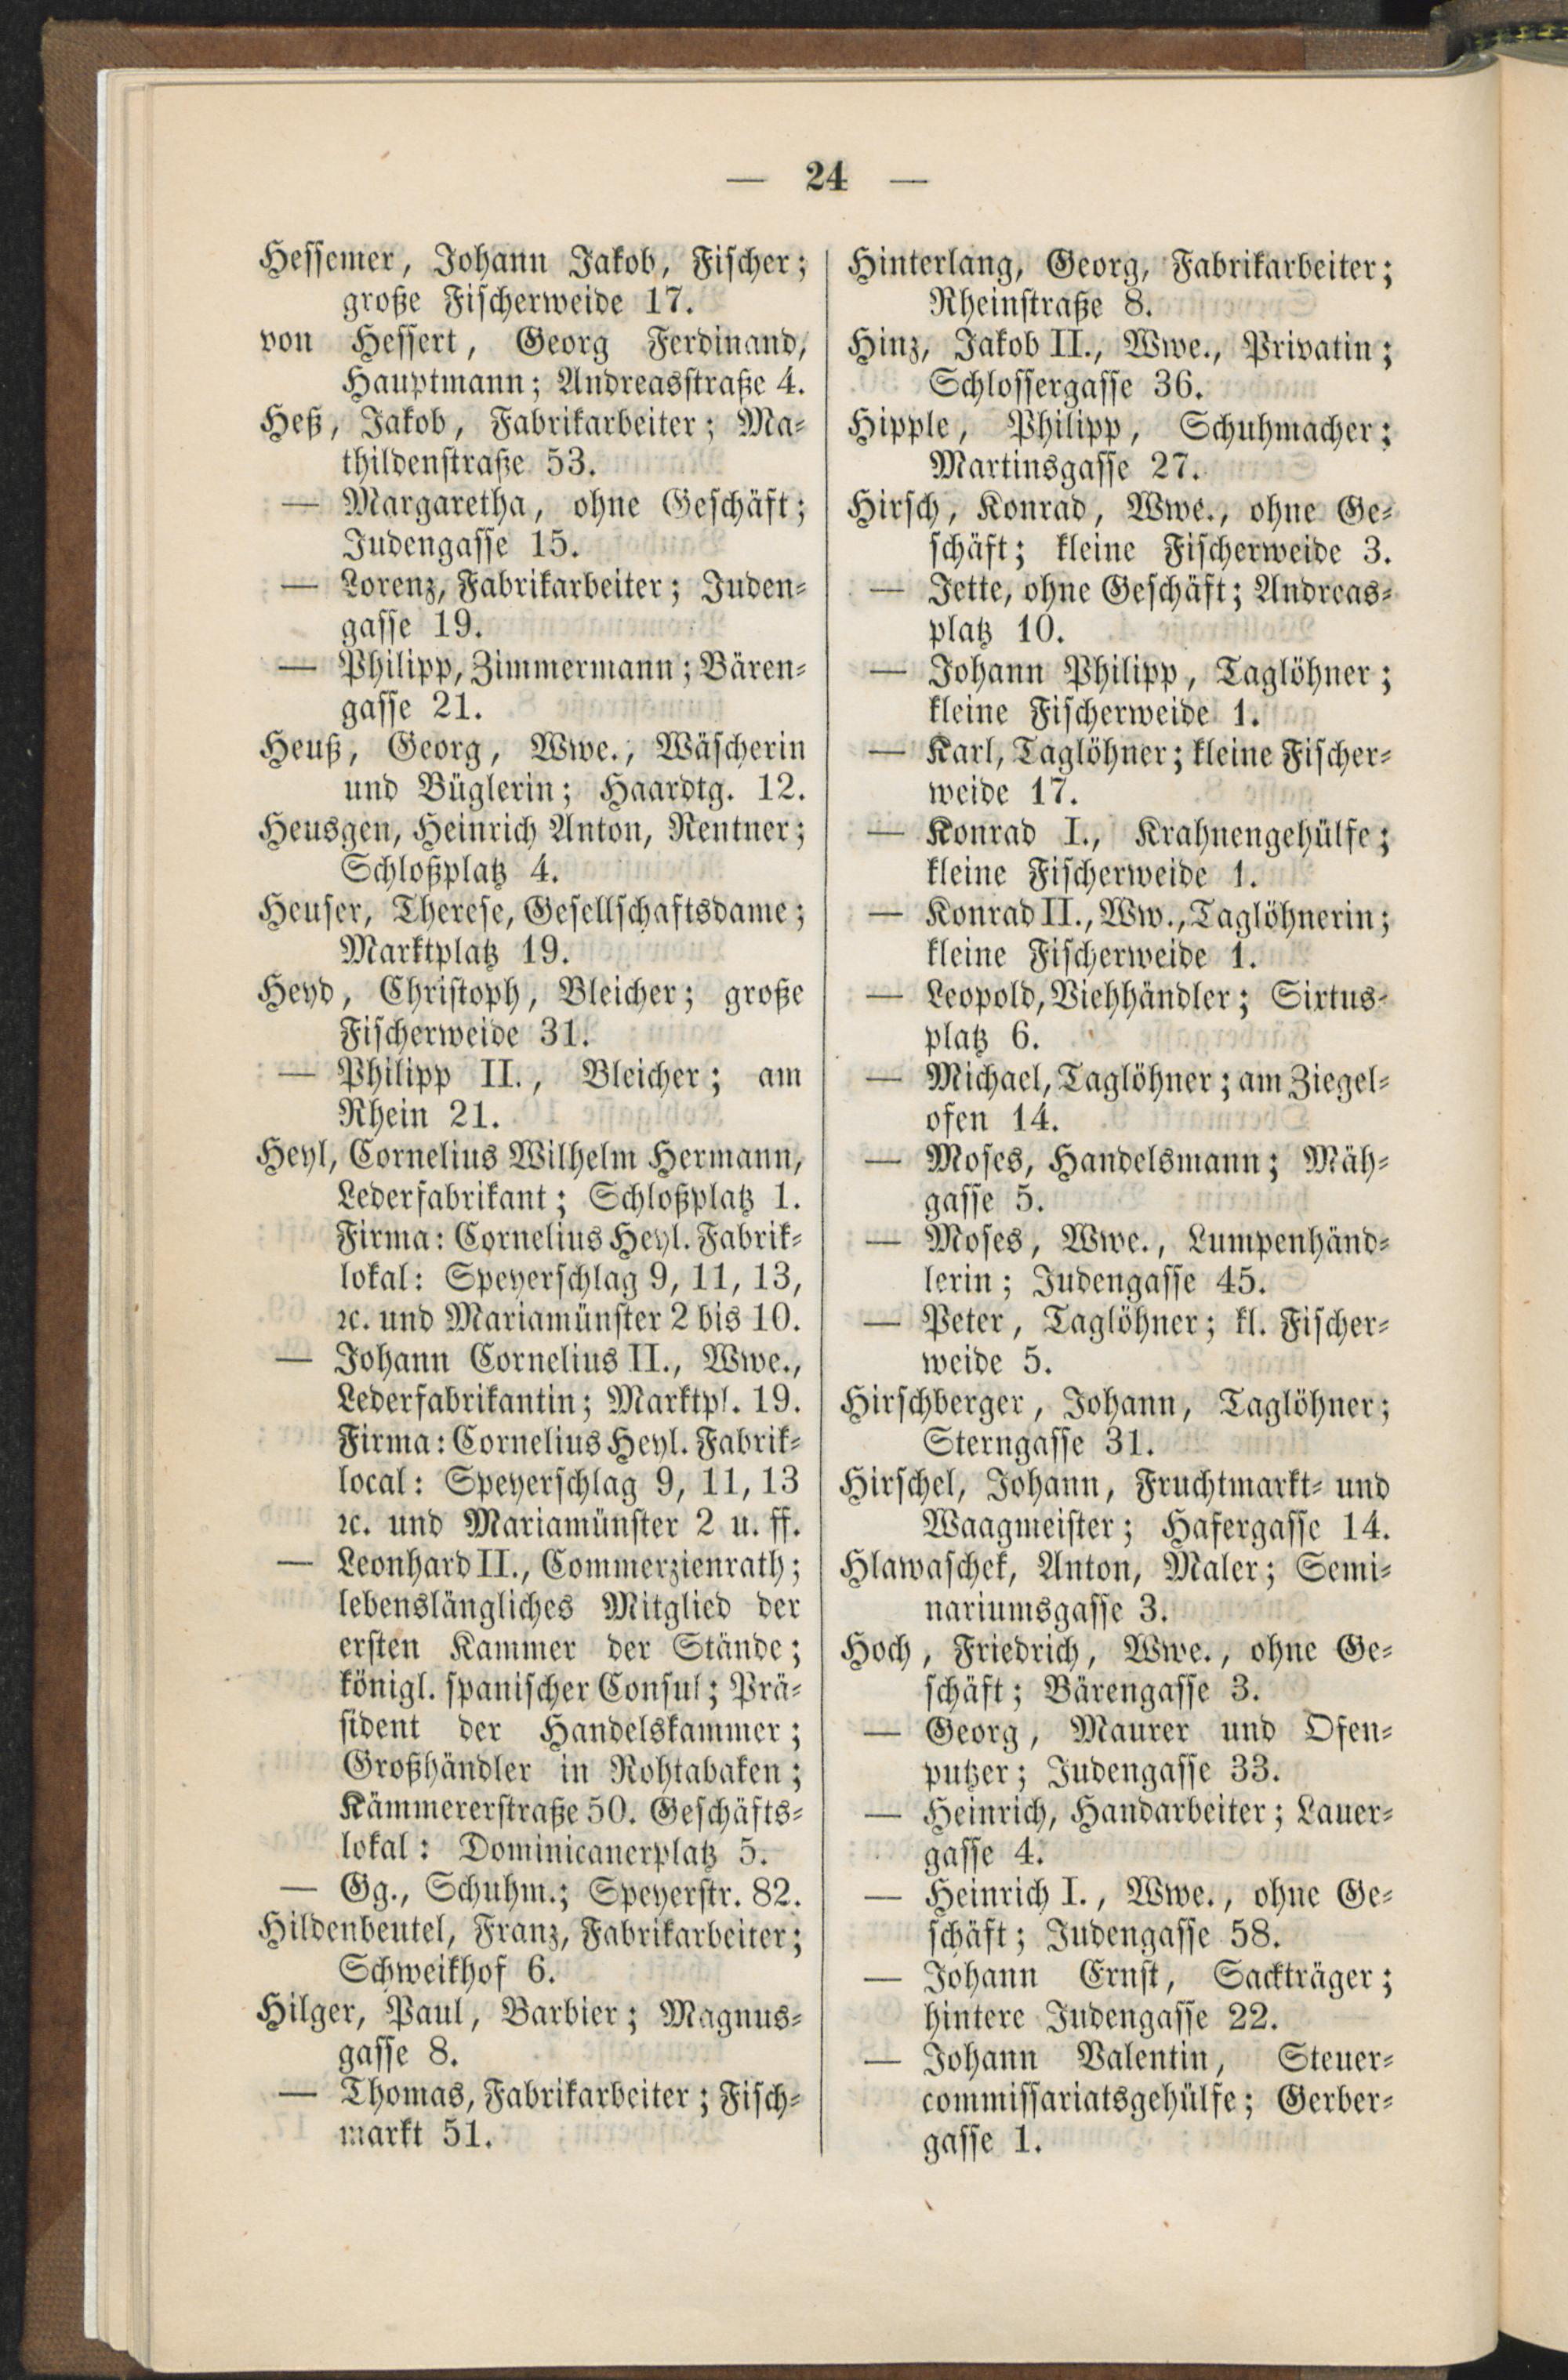 — 24 —
Hessemer, Johann Jakob, Fischer;
große Fischerweide 17.
von Hessert, Georg Ferdinand,
Hauptmann; Andreasstraße 4.
Heß, Jakob, Fabrikarbeiter; Ma-
thildenstraße 53.
— Margaretha, ohne Geschäft;
Judengasse 15.
— Lorenz, Fabrikarbeiter; Juden-
gasse 19.
— Philipp, Zimmermann; Bären-
gasse 21.
Heuß, Georg, Wwe., Wäscherin
und Büglerin; Haardtg. 12.
Heusgen, Heinrich Anton, Rentner;
Schloßplatz 4.
Heuser, Therese, Gesellschaftsdame;
Marktplatz 19.
Heyd, Christoph, Bleicher; große
Fischerweide 31.
— Philipp II., Bleicher; am
Rhein 21.
Heyl, Cornelius Wilhelm Hermann,
Lederfabrikant; Schloßplatz 1.
Firma: Cornelius Heyl. Fabrik-
lokal: Speyerschlag 9, 11, 13,
ꝛc. und Mariamünster 2 bis 10.
— Johann Cornelius II., Wwe.,
Lederfabrikantin; Marktpl. 19.
Firma: Cornelius Heyl. Fabrik-
local: Speyerschlag 9, 11, 13
ꝛc. und Mariamünster 2 u. ff.
— Leonhard II., Commerzienrath;
lebenslängliches Mitglied der
ersten Kammer der Stände;
königl. spanischer Consul; Prä-
sident der Handelskammer;
Großhändler in Rohtabaken;
Kämmererstraße 50. Geschäfts-
lokal: Dominicanerplatz 5.
— Gg., Schuhm.; Speyerstr. 82.
Hildenbeutel, Franz, Fabrikarbeiter;
Schweikhof 6.
Hilger, Paul, Barbier; Magnus-
gasse 8.
— Thomas, Fabrikarbeiter; Fisch-
markt 51.
Hinterlang, Georg, Fabrikarbeiter;
Rheinstraße 8.
Hinz, Jakob II., Wwe., Privatin;
Schlossergasse 36.
Hipple, Philipp, Schuhmacher;
Martinsgasse 27.
Hirsch, Konrad, Wwe., ohne Ge-
schäft; kleine Fischerweide 3.
— Jette, ohne Geschäft; Andreas-
platz 10.
— Johann Philipp, Taglöhner;
kleine Fischerweide 1.
— Karl, Taglöhner; kleine Fischer-
weide 17.
— Konrad I., Krahnengehülfe;
kleine Fischerweide 1.
— Konrad II., Ww., Taglöhnerin;
kleine Fischerweide 1.
— Leopold, Viehhändler; Sixtus-
platz 6.
— Michael, Taglöhner; am Ziegel-
ofen 14.
— Moses, Handelsmann; Mäh-
gasse 5.
— Moses, Wwe., Lumpenhänd-
lerin; Judengasse 45.
— Peter, Taglöhner; kl. Fischer-
weide 5.
Hirschberger, Johann, Taglöhner;
Sterngasse 31.
Hirschel, Johann, Fruchtmarkt- und
Waagmeister; Hafergasse 14.
Hlawaschek, Anton, Maler; Semi-
nariumsgasse 3.
Hoch, Friedrich, Wwe., ohne Ge-
schäft; Bärengasse 3.
— Georg, Maurer und Ofen-
putzer; Judengasse 33.
— Heinrich, Handarbeiter; Lauer-
gasse 4.
— Heinrich I., Wwe., ohne Ge-
schäft; Judengasse 58.
— Johann Ernst, Sackträger;
hintere Judengasse 22.
— Johann Valentin, Steuer-
commissariatsgehülfe; Gerber-
gasse 1.